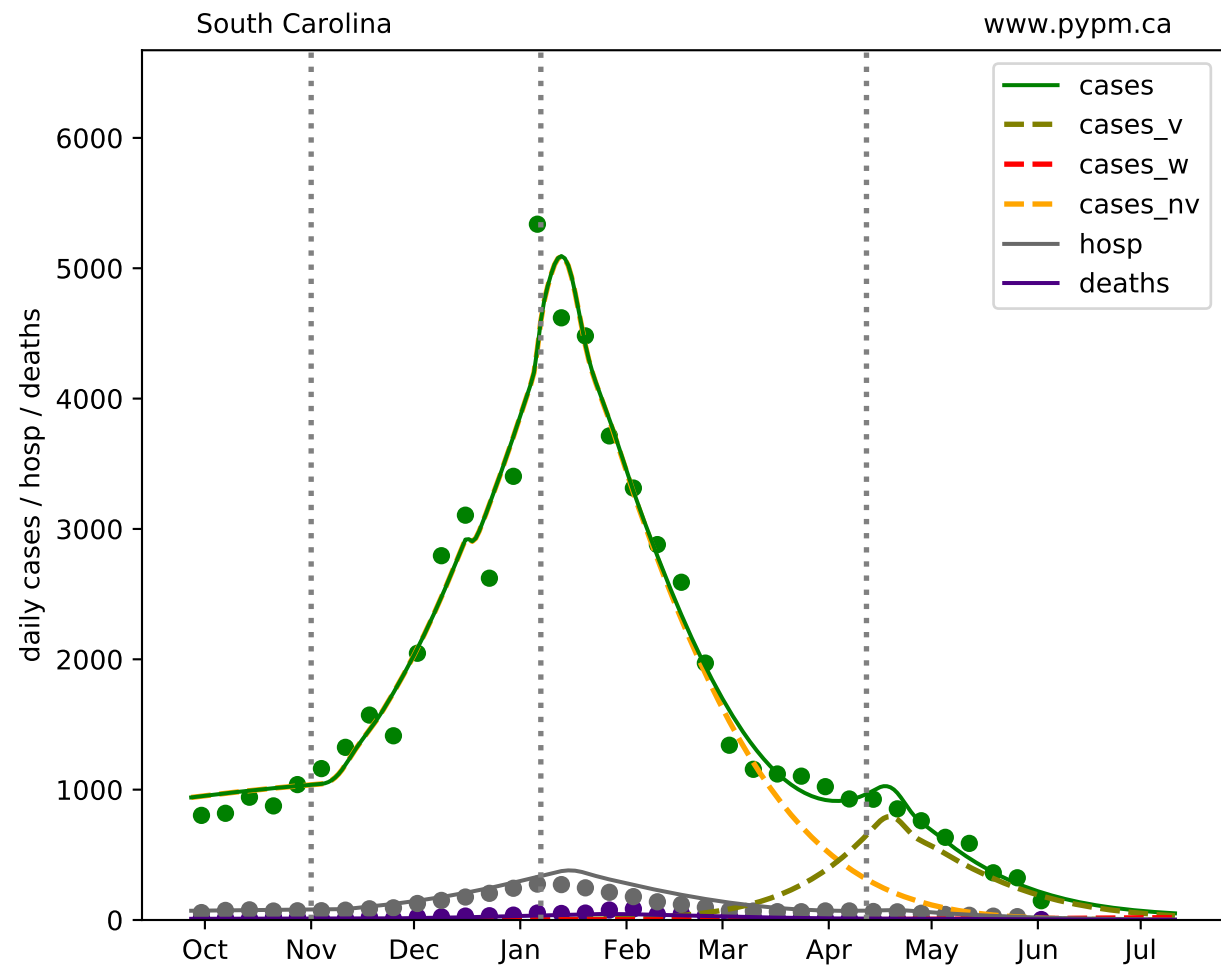 South Carolina www.pypm.ca
cases
cases_v
cases_w
cases_nv
hosp
deaths
daily cases / hosp / deaths
6000
5000
4000
3000
2000
1000
0
Oct Nov Dec Jan Feb Mar Apr May Jun Jul